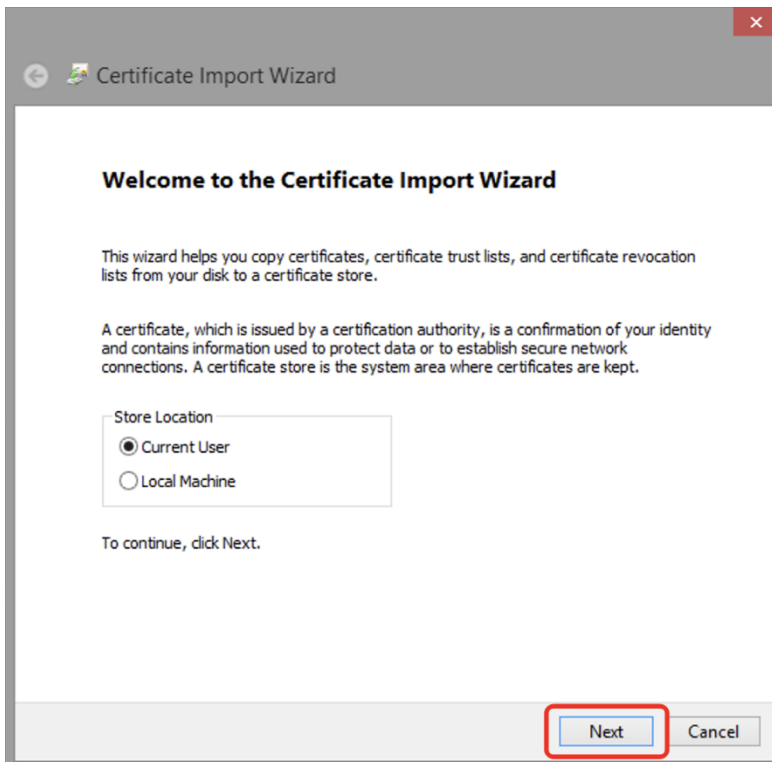 Certificate Import Wizard
Welcome to the Certificate Import Wizard
This wizard helps you copy certificates, certificate trust lists, and certificate revocation
lists from your disk to a certificate store.
A certificate, which is issued by a certification authority, is a confirmation of your identity
and contains information used to protect data or to establish secure network
connections. A certificate store is the system area where certificates are kept.
Store Location
Current User
Local Machine
To continue, click Next.
Next Cancel